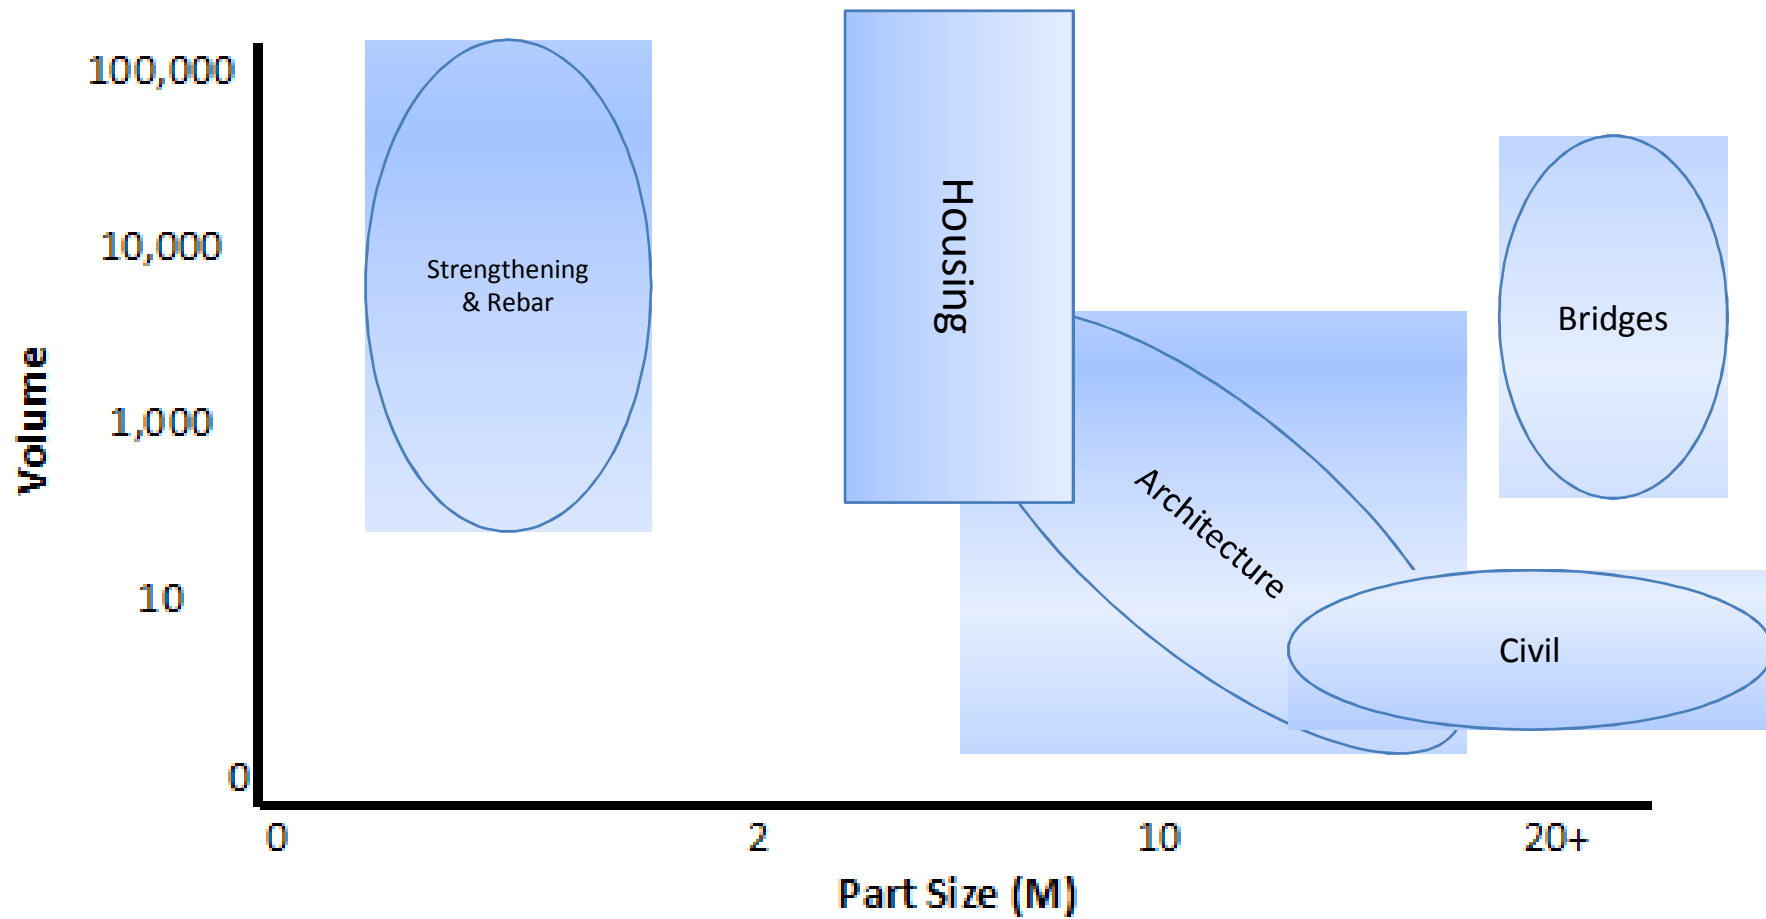 100,000
10,000
1,000
10
0
Volume
Strengthening
& Rebar
Housing
Architecture
Bridges
Civil
0
2
10
20+
Part Size (M)